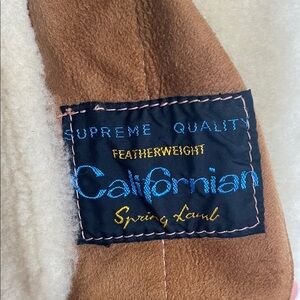 SUPREME QUALITY
FEATHERWEIGHT
Californian
Spring Lamb